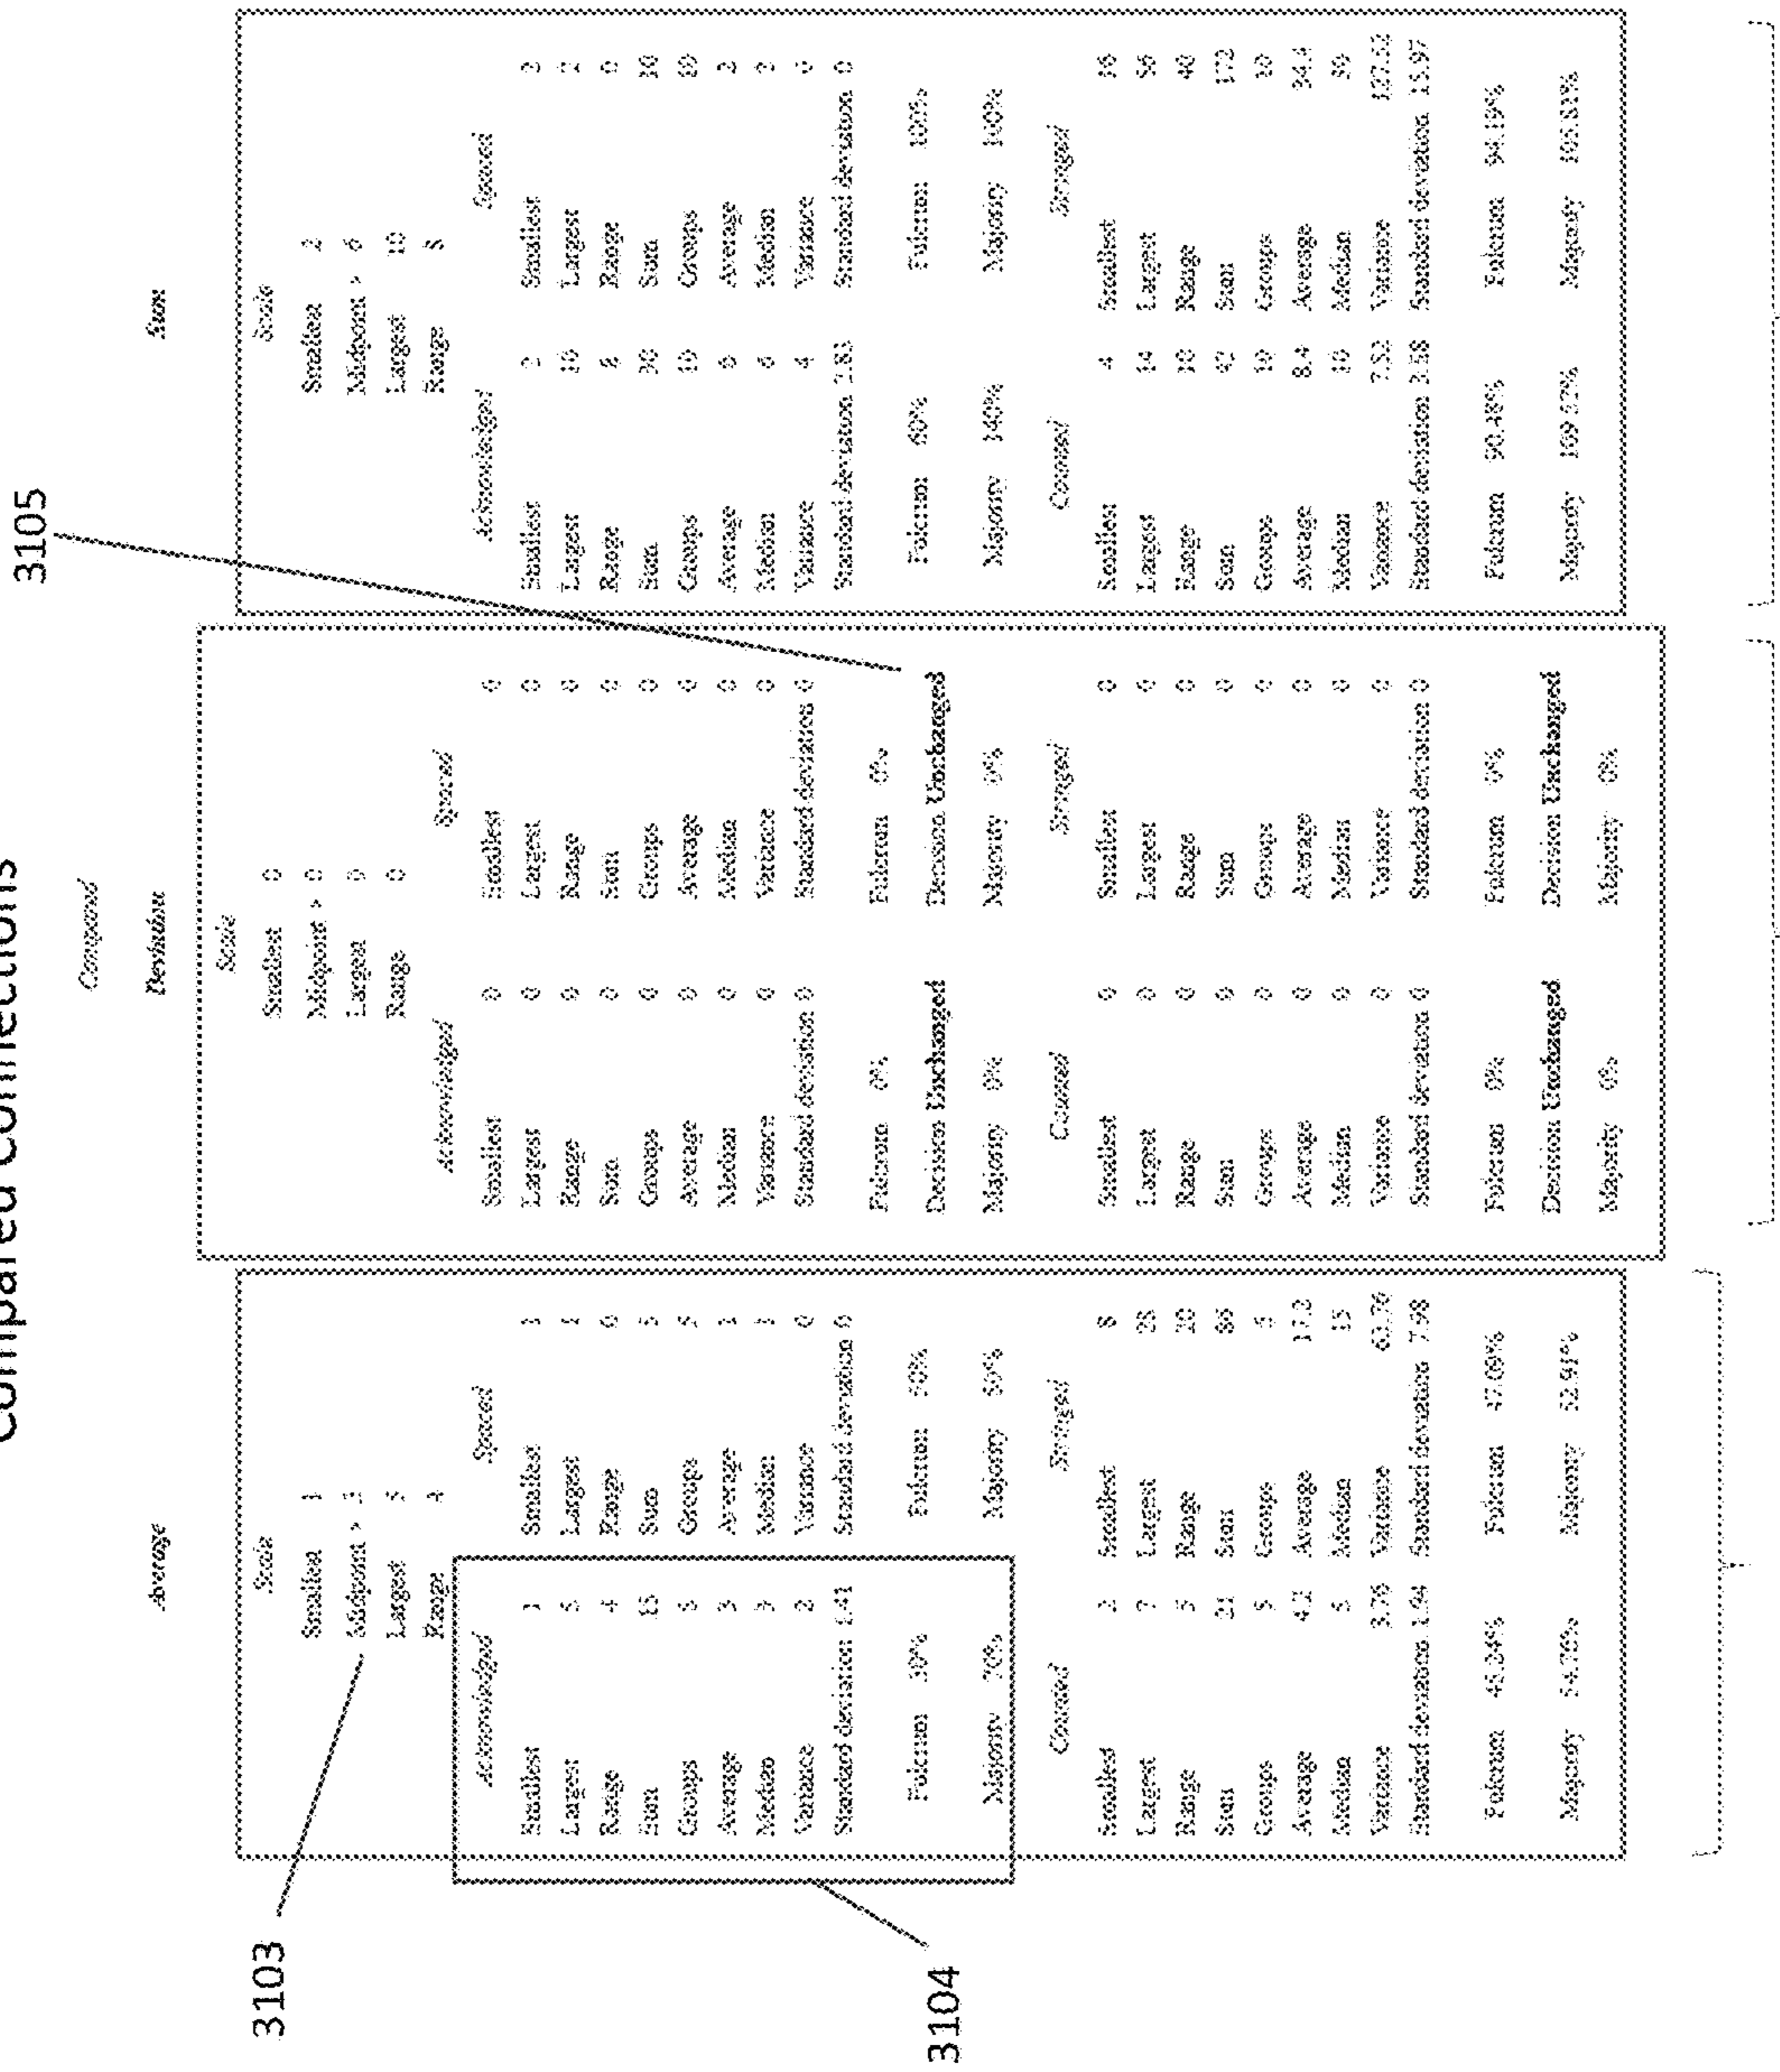 Compared Connections
3105
3103
3104
Compared
Average
Scale
Smallest 1
Midpoint > 3
Largest 5
Range 4
Acknowledged
Smallest 1
Largest 5
Range 4
Sum 15
Groups 5
Average 3
Median 3
Variance 2
Standard deviation 1.41
Fulcrum 30%
Majority 70%
Spaced
Smallest 1
Largest 1
Range 0
Sum 5
Groups 5
Average 1
Median 1
Variance 0
Standard deviation 0
Fulcrum 50%
Majority 50%
Counted
Smallest 2
Largest 7
Range 5
Sum 21
Groups 5
Average 4.2
Median 5
Variance 3.76
Standard deviation 1.94
Fulcrum 45.24%
Majority 54.76%
Stringed
Smallest 8
Largest 28
Range 20
Sum 86
Groups 5
Average 17.2
Median 15
Variance 63.76
Standard deviation 7.98
Fulcrum 47.09%
Majority 52.91%
Deviation
Scale
Smallest 0
Midpoint > 0
Largest 0
Range 0
Acknowledged
Smallest 0
Largest 0
Range 0
Sum 0
Groups 0
Average 0
Median 0
Variance 0
Standard deviation 0
Fulcrum 0%
Decision Unchanged
Majority 0%
Spaced
Smallest 0
Largest 0
Range 0
Sum 0
Groups 0
Average 0
Median 0
Variance 0
Standard deviation 0
Fulcrum 0%
Decision Unchanged
Majority 0%
Counted
Smallest 0
Largest 0
Range 0
Sum 0
Groups 0
Average 0
Median 0
Variance 0
Standard deviation 0
Fulcrum 0%
Decision Unchanged
Majority 0%
Stringed
Smallest 0
Largest 0
Range 0
Sum 0
Groups 0
Average 0
Median 0
Variance 0
Standard deviation 0
Fulcrum 0%
Decision Unchanged
Majority 0%
Sum
Scale
Smallest 2
Midpoint > 6
Largest 10
Range 8
Acknowledged
Smallest 2
Largest 10
Range 8
Sum 30
Groups 10
Average 6
Median 6
Variance 4
Standard deviation 2.83
Fulcrum 60%
Majority 140%
Spaced
Smallest 2
Largest 2
Range 0
Sum 10
Groups 10
Average 2
Median 2
Variance 0
Standard deviation 0
Fulcrum 100%
Majority 100%
Counted
Smallest 4
Largest 14
Range 10
Sum 42
Groups 10
Average 8.4
Median 10
Variance 7.52
Standard deviation
Fulcrum 90.48%
Majority 109.52%
Stringed
Smallest 16
Largest 56
Range 40
Sum 172
Groups 10
Average 34.4
Median 30
Variance 127.52
Standard deviation 15.97
Fulcrum 94.19%
Majority 105.81%